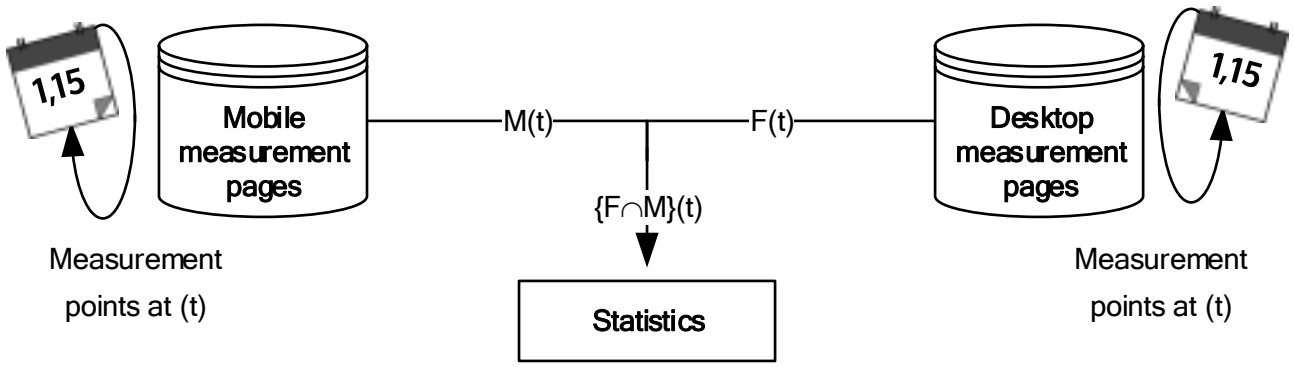 1,15
1,15
Mobile
measurement
pages
M(t)
F(t)
Desktop
measurement
pages
{F∩M}(t)
Measurement
points at (t)
Measurement
points at (t)
Statistics